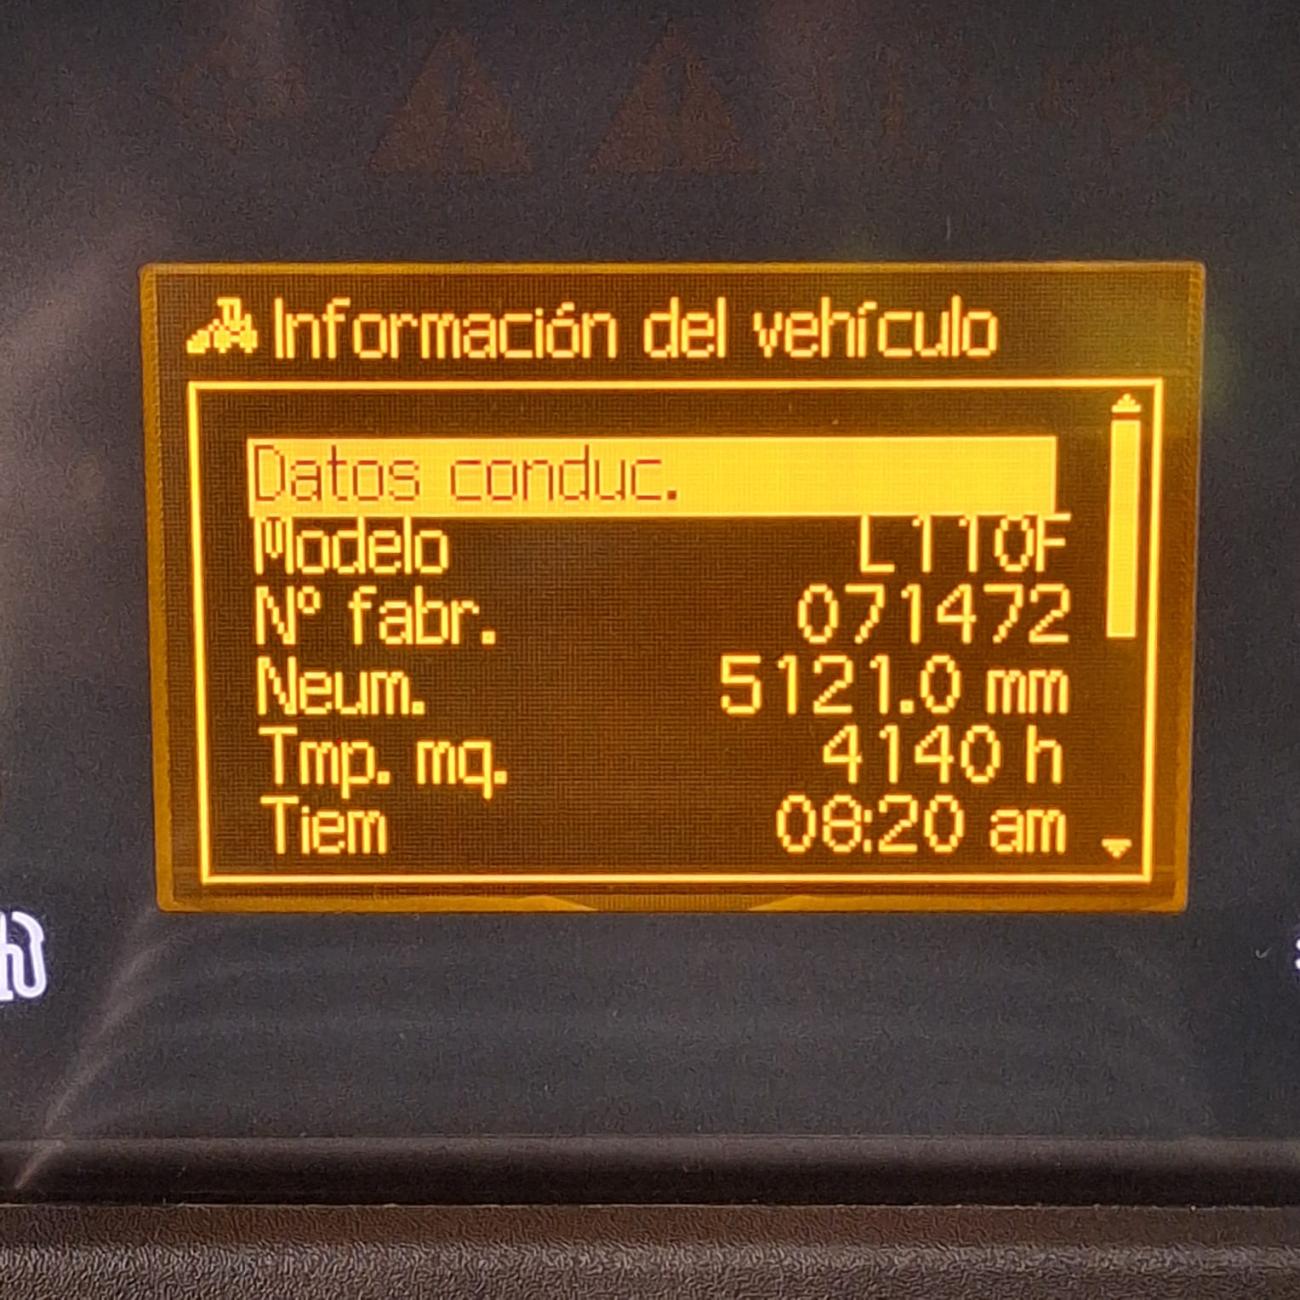 Información del vehículo
Datos conduc.
Modelo L110F
Nº fabr. 071472
Neum. 5121.0 mm
Tmp. mq. 4140 h
Tiem 08:20 am